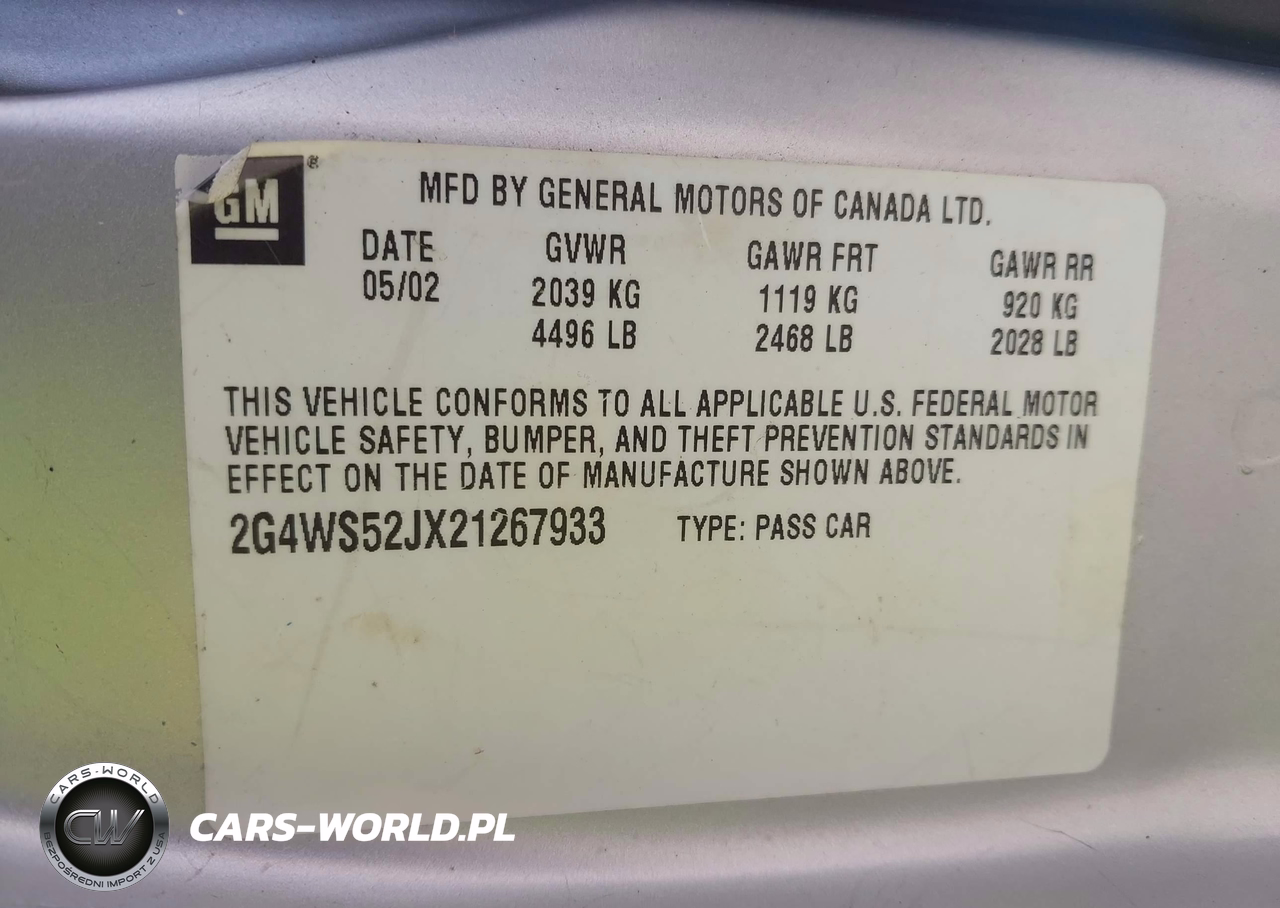 GM ®
MFD BY GENERAL MOTORS OF CANADA LTD.
DATE GVWR GAWR FRT GAWR RR
05/02 2039 KG 1119 KG 920 KG
4496 LB 2468 LB 2028 LB
THIS VEHICLE CONFORMS TO ALL APPLICABLE U.S. FEDERAL MOTOR
VEHICLE SAFETY, BUMPER, AND THEFT PREVENTION STANDARDS IN
EFFECT ON THE DATE OF MANUFACTURE SHOWN ABOVE.
2G4WS52JX21267933 TYPE: PASS CAR
CARS-WORLD
CW
BEZPOŚREDNI IMPORT Z USA
CARS-WORLD.PL